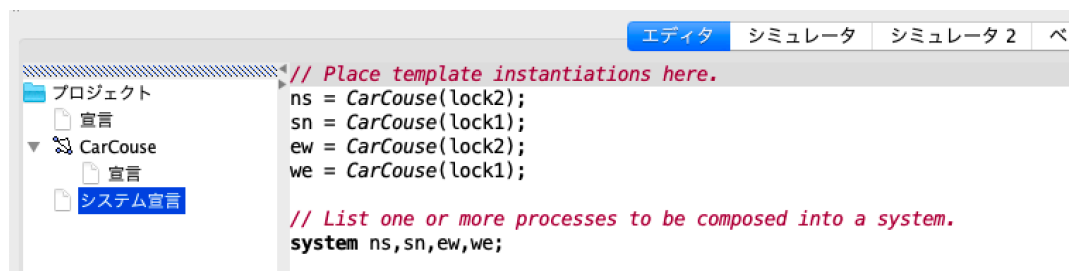 エディタ シミュレータ シミュレータ 2 ベ
プロジェクト
宣言
CarCouse
宣言
システム宣言
// Place template instantiations here.
ns = CarCouse(lock2);
sn = CarCouse(lock1);
ew = CarCouse(lock2);
we = CarCouse(lock1);
// List one or more processes to be composed into a system.
system ns,sn,ew,we;